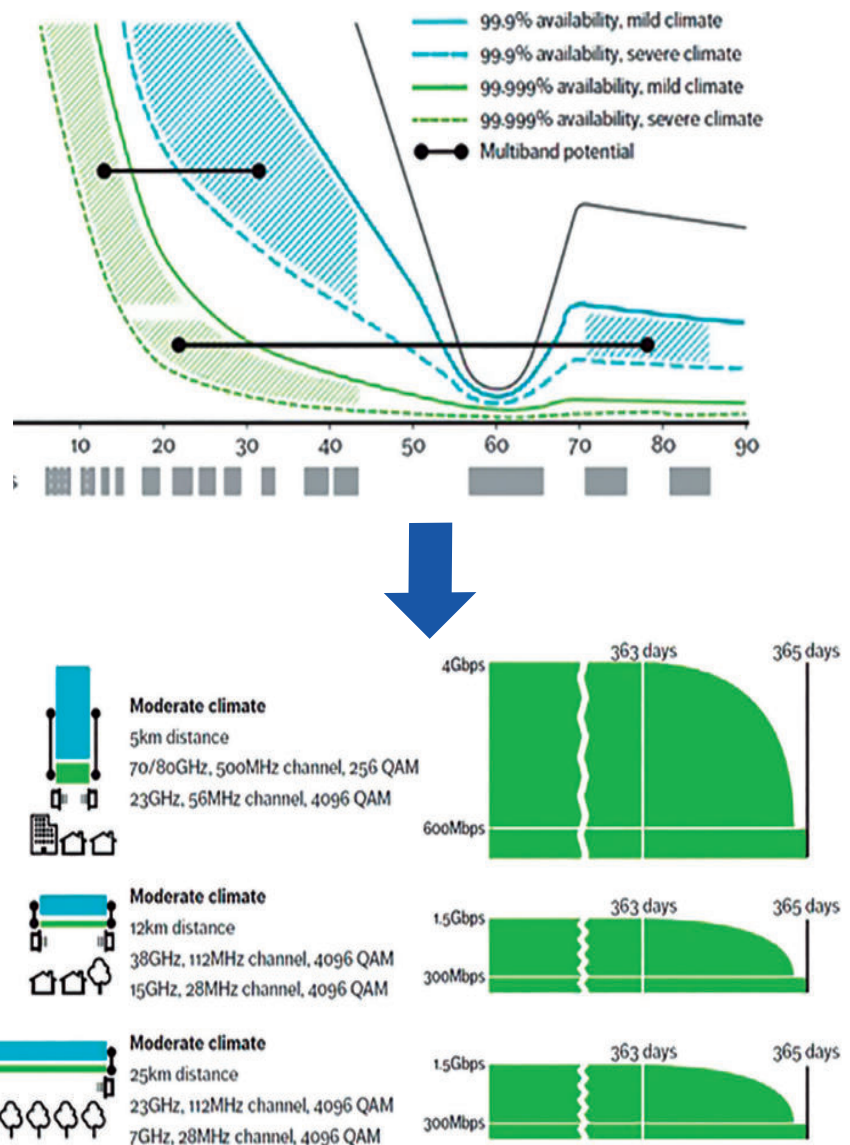 99.9% availability, mild climate
99.9% availability, severe climate
99.999% availability, mild climate
99.999% availability, severe climate
Multiband potential
10 20 30 40 50 60 70 80 90
s
363 days 365 days
4Gbps
Moderate climate
5km distance
70/80GHz, 500MHz channel, 256 QAM
23GHz, 56MHz channel, 4096 QAM
600Mbps
363 days 365 days
1.5Gbps
Moderate climate
12km distance
38GHz, 112MHz channel, 4096 QAM
15GHz, 28MHz channel, 4096 QAM
300Mbps
363 days 365 days
1.5Gbps
Moderate climate
25km distance
23GHz, 112MHz channel, 4096 QAM
7GHz, 28MHz channel, 4096 QAM
300Mbps